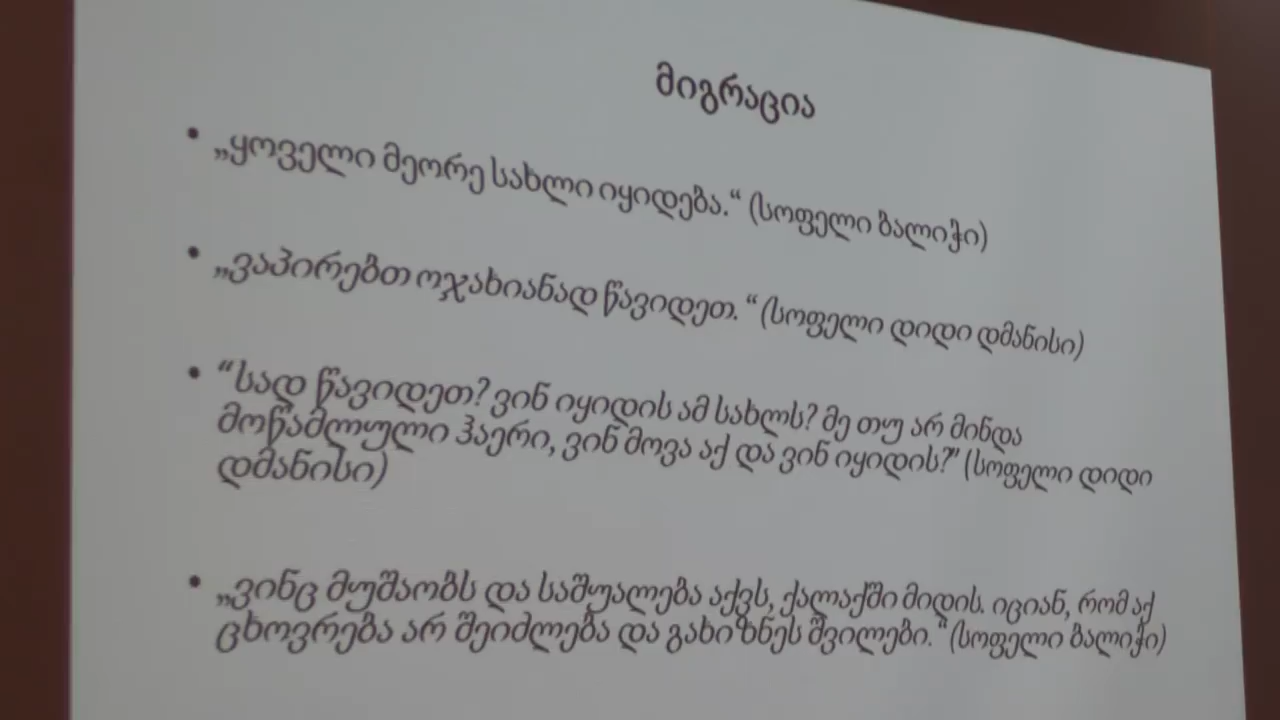 მიგრაცია
• „ყოველი მეორე სახლი იყიდება.“ (სოფელი ბალიჭი)
• „ვაპირებთ ოჯახიანად წავიდეთ. “ (სოფელი დიდი დმანისი)
• “სად წავიდეთ? ვინ იყიდის ამ სახლს? მე თუ არ მინდა
მოწამლული ჰაერი, ვინ მოვა აქ და ვინ იყიდის?” (სოფელი დიდი
დმანისი)
• „ვინც მუშაობს და საშუალება აქვს, ქალაქში მიდის. იციან, რომ აქ
ცხოვრება არ შეიძლება და გახიზნეს შვილები.“ (სოფელი ბალიჭი)